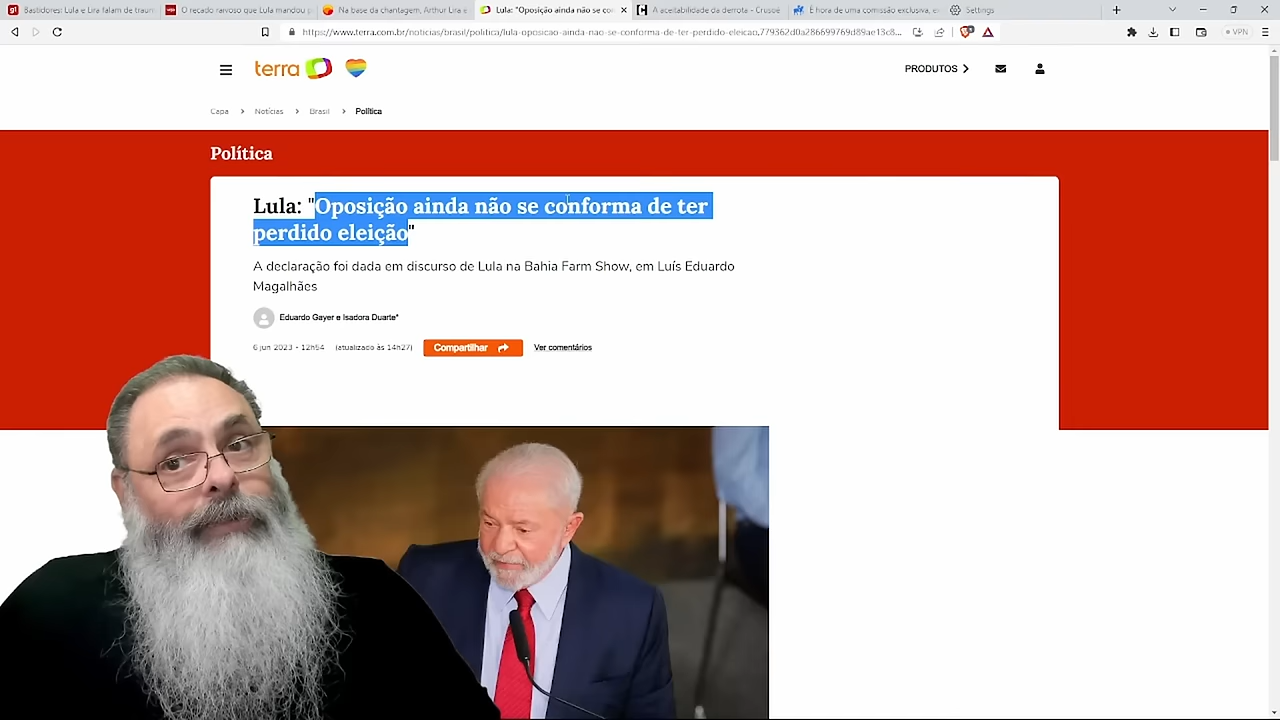 Bastidores! Lula e Lira falam de traum
O recado raivoso que Lula mandou p
Na base da chantagem, Arthur Lira e
Lula: "Oposição ainda não se con
A aceitabilidade da derrota - Crusoé
É hora de uma comissão exclusiva, e
Settings
https://www.terra.com.br/noticias/brasil/politica/lula-oposicao-ainda-nao-se-conforma-de-ter-perdido-eleicao,779362d0a286699769d89ae13c8...
VPN
terra
PRODUTOS
Capa > Notícias > Brasil > Política
Política
Lula: "Oposição ainda não se conforma de ter
perdido eleição"
A declaração foi dada em discurso de Lula na Bahia Farm Show, em Luís Eduardo
Magalhães
Eduardo Gayer e Isadora Duarte*
6 jun 2023 - 12h54 (atualizado às 14h27) Compartilhar Ver comentários